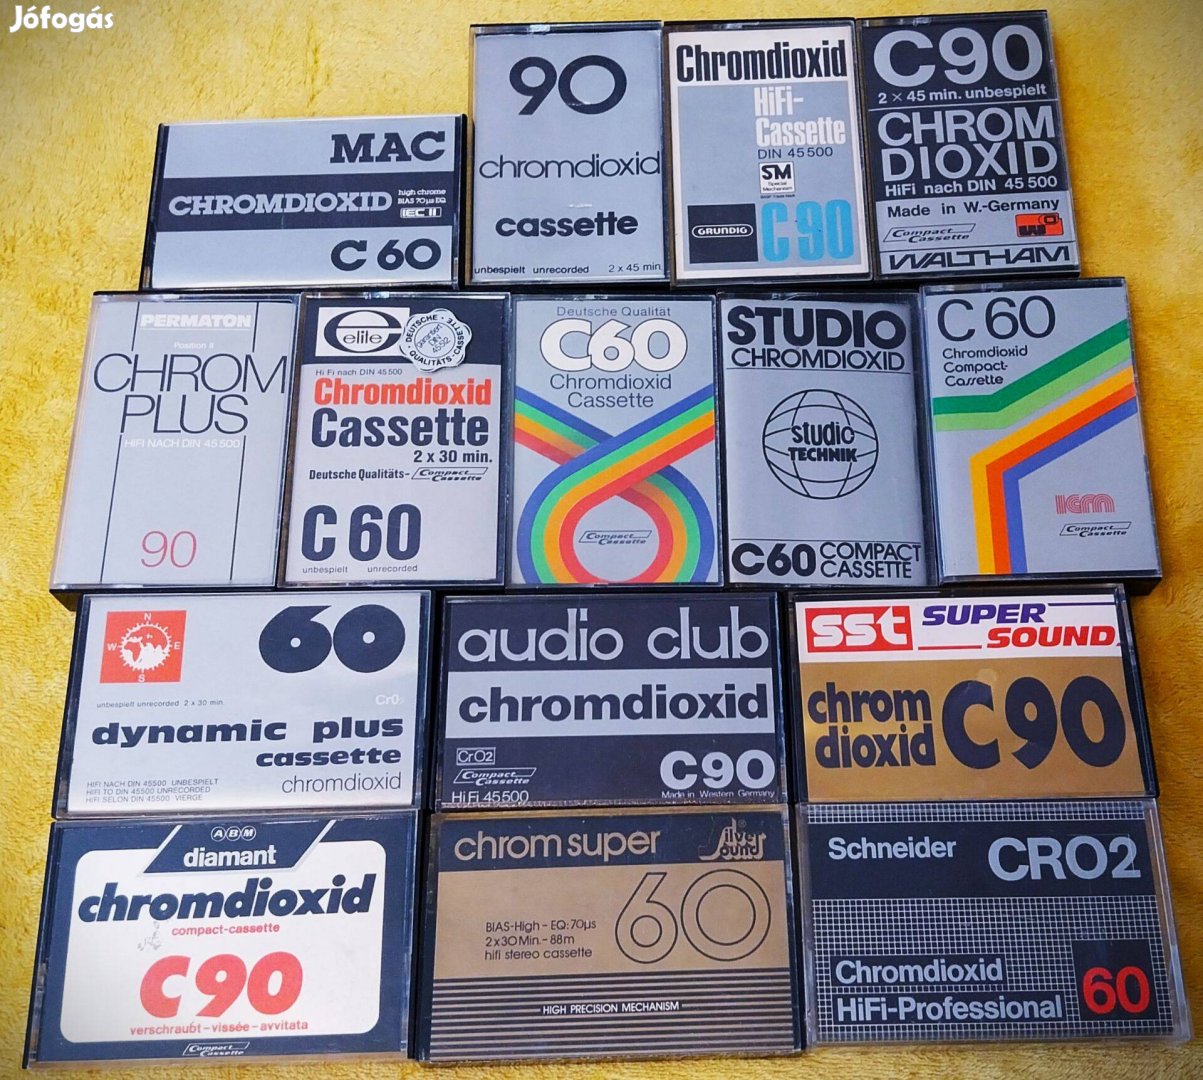 Jófogás
MAC
CHROMDIOXID
high chrome
BIAS 70µs EQ
IEC II
C 60
90
chromdioxid
cassette
unbespielt unrecorded 2 x 45 min.
Chromdioxid
HiFi-
Cassette
DIN 45 500
SM
Special
Mechanism
GRUNDIG
C 90
C90
2 × 45 min. unbespielt
CHROM
DIOXID
HiFi nach DIN 45 500
Made in W.-Germany
Compact
Cassette
WALTHAM
PERMATON
Position II
CHROM
PLUS
HIFI NACH DIN 45 500
90
elite
DEUTSCHE
QUALITÄTS-CASSETTE
Hi Fi nach DIN 45 500
Chromdioxid
Cassette
2 x 30 min.
Deutsche Qualitäts- Compact
Cassette
C 60
unbespielt unrecorded
Deutsche Qualität
C60
Chromdioxid
Cassette
Compact
Cassette
STUDIO
CHROMDIOXID
studio
TECHNIK
C60 COMPACT
CASSETTE
C 60
Chromdioxid
Compact-
Cassette
ICM
Compact
Cassette
N
W E
S
60
unbespielt unrecorded 2 x 30 min.
CrO2
dynamic plus
cassette
chromdioxid
HIFI NACH DIN 45500 UNBESPIELT
HIFI TO DIN 45500 UNRECORDED
HIFI SELON DIN 45500 VIERGE
audio club
chromdioxid
CrO2
Compact
Cassette
HiFi 45500
C90
Made in Western Germany
sst SUPER
SOUND
chrom
dioxid
C90
ABM
diamant
chromdioxid
compact-cassette
C90
verschraubt – vissée – avvitata
Compact
Cassette
chrom super
Silver
Sound
60
BIAS-High – EQ: 70µs
2x30 Min. – 88m
hifi stereo cassette
HIGH PRECISION MECHANISM
Schneider
CRO2
Chromdioxid
HiFi-Professional
60